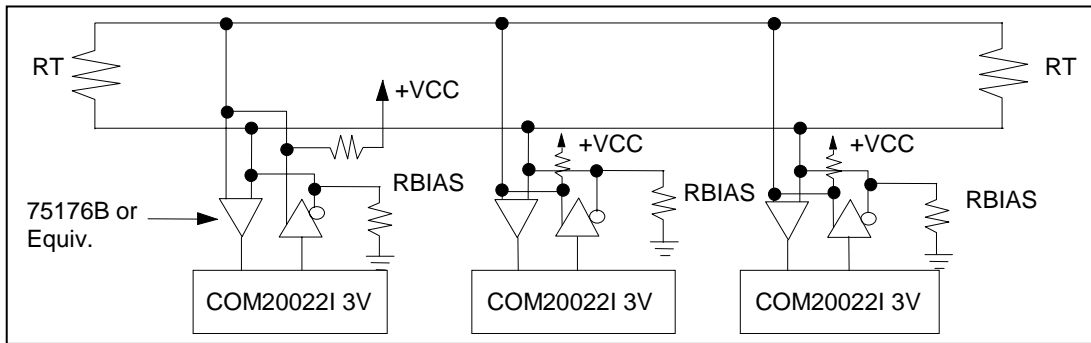 RT
RT
+VCC
+VCC
+VCC
RBIAS
RBIAS
RBIAS
75176B or
Equiv.
COM20022I 3V
COM20022I 3V
COM20022I 3V